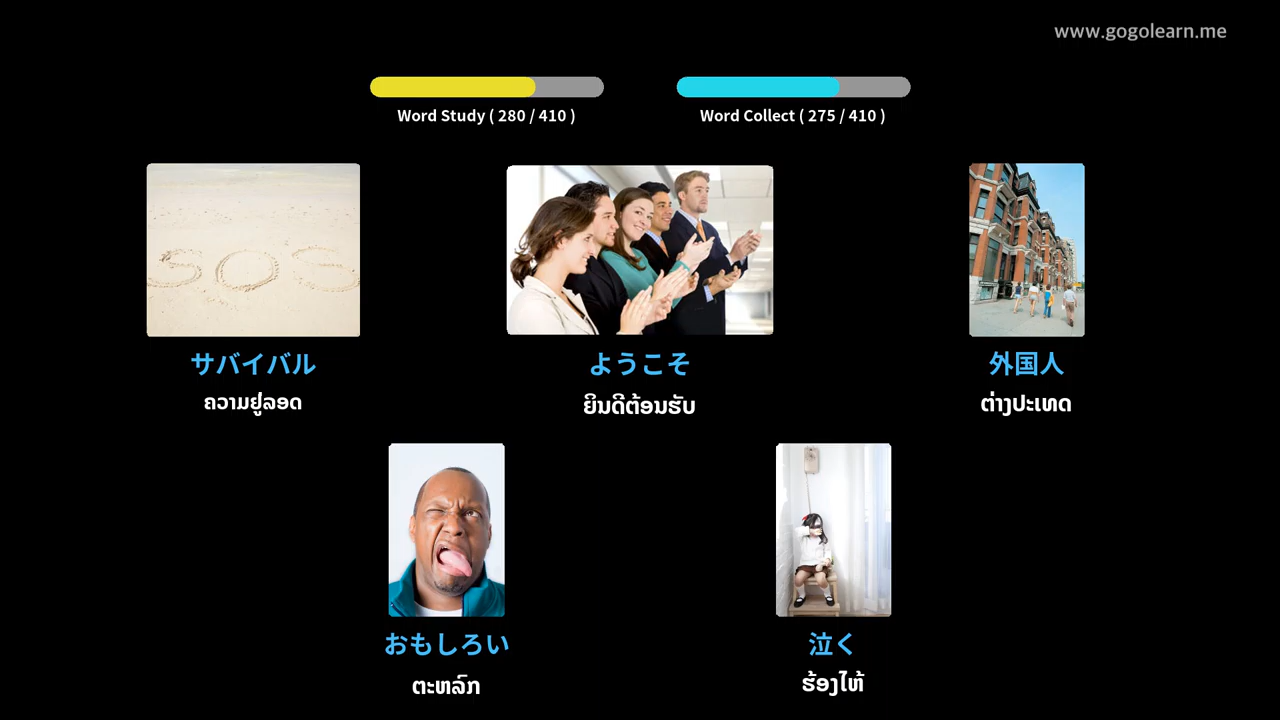 www.gogolearn.me
Word Study ( 280 / 410 )
Word Collect ( 275 / 410 )
SOS
サバイバル
ຄວາມຢູ່ລອດ
ようこそ
ຍິນດີຕ້ອນຮັບ
外国人
ຕ່າງປະເທດ
おもしろい
ຕະຫລົກ
泣く
ຮ້ອງໄຫ້